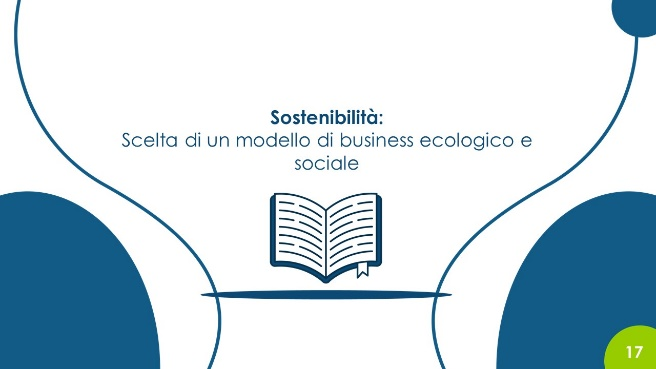 Sostenibilità:
Scelta di un modello di business ecologico e
sociale
17